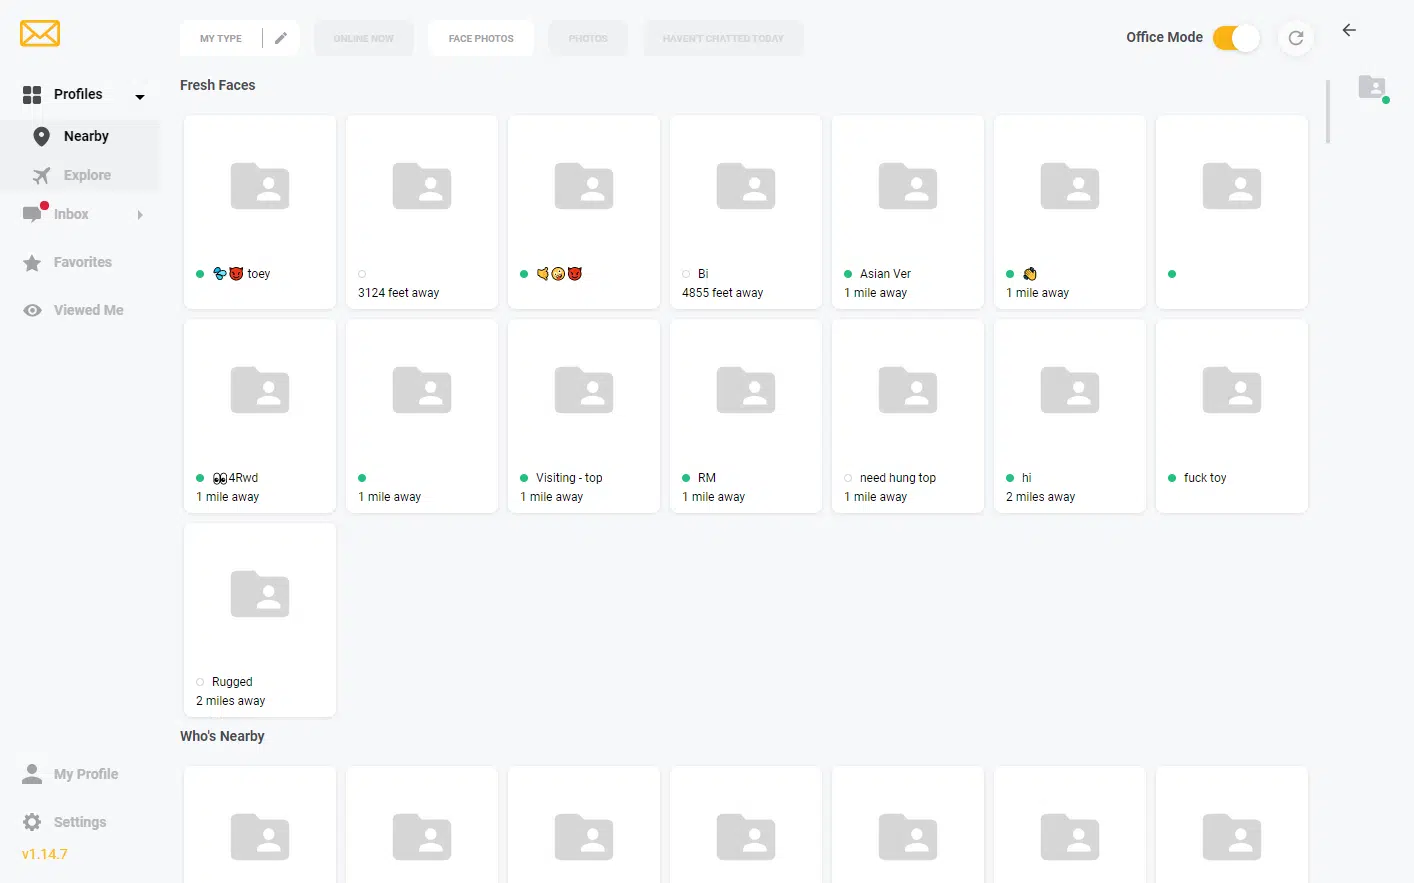 MY TYPE
ONLINE NOW
FACE PHOTOS
PHOTOS
HAVEN'T CHATTED TODAY
Office Mode
Profiles
Nearby
Explore
Inbox
Favorites
Viewed Me
My Profile
Settings
v1.14.7
Fresh Faces
💦😈 toey
3124 feet away
Bi
4855 feet away
Asian Ver
1 mile away
1 mile away
👀4Rwd
1 mile away
1 mile away
Visiting - top
1 mile away
RM
1 mile away
need hung top
1 mile away
hi
2 miles away
fuck toy
Rugged
2 miles away
Who's Nearby